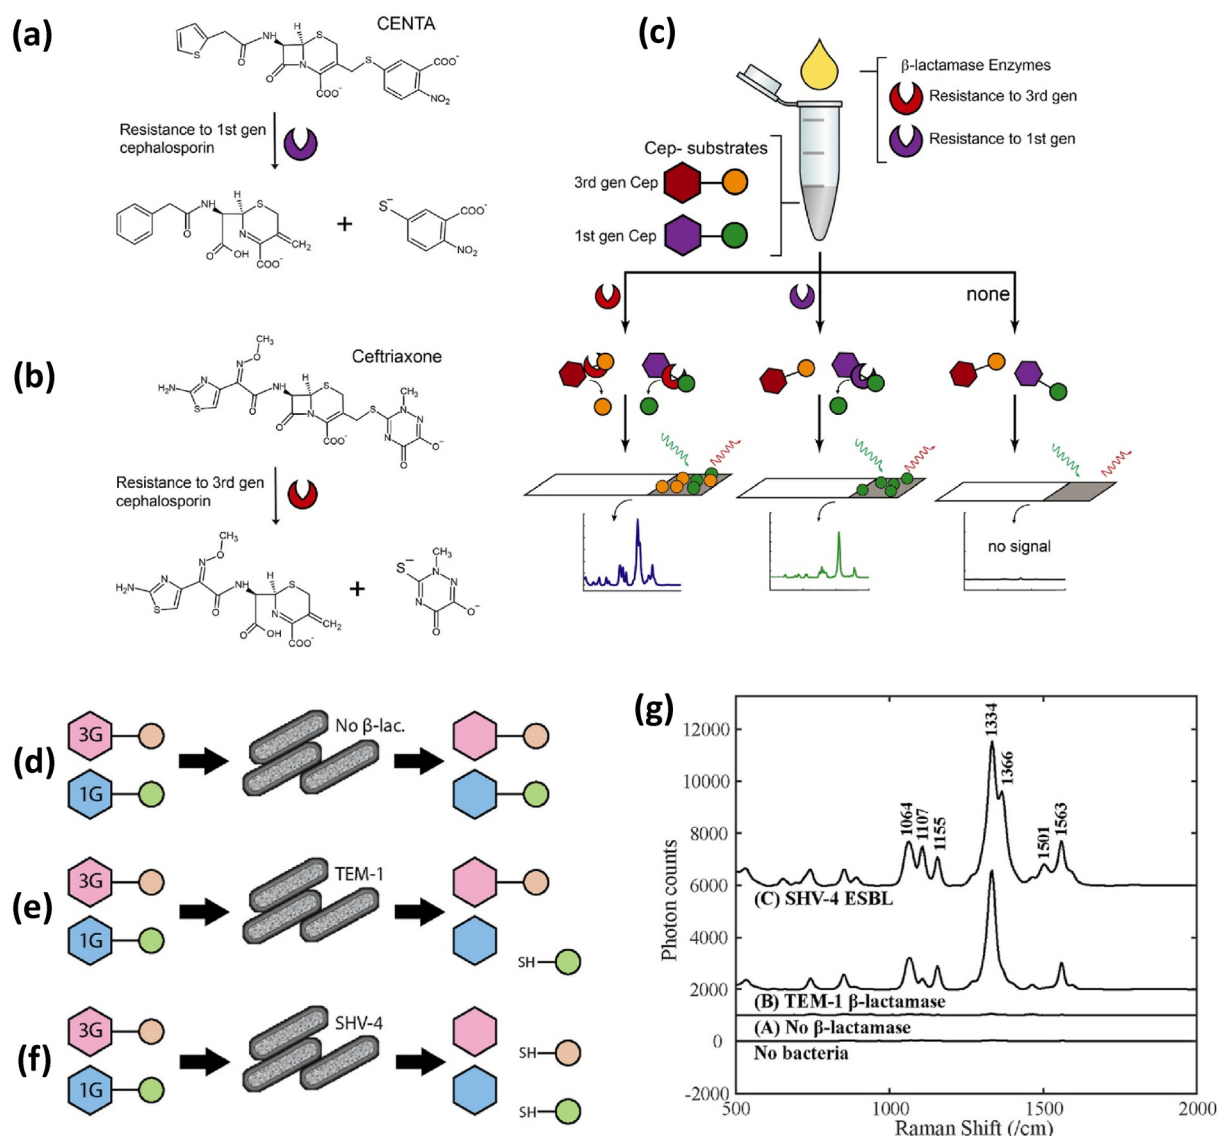 (a)
CENTA
NH
H
S
S
O
O
N
S
COO⁻
COO⁻
NO₂
Resistance to 1st gen
cephalosporin
H
NH
S
O
N
CH₂
O
OH
COO⁻
+
S⁻
COO⁻
NO₂
(b)
Ceftriaxone
CH₃
O
N
H₂N
N
S
O
NH
H
S
O
N
S
COO⁻
CH₃
N
N
N
O⁻
O
Resistance to 3rd gen
cephalosporin
CH₃
O
N
H₂N
N
S
O
NH
H
S
N
CH₂
O
OH
COO⁻
+
S⁻
CH₃
N
N
N
O⁻
O
(c)
β-lactamase Enzymes
Resistance to 3rd gen
Resistance to 1st gen
Cep- substrates
3rd gen Cep
1st gen Cep
none
no signal
(d)
3G
1G
No β-lac.
(e)
3G
1G
TEM-1
SH
(f)
3G
1G
SHV-4
SH
SH
(g)
Photon counts
12000
10000
8000
6000
4000
2000
0
-2000
1334
1366
1064
1107
1155
1501
1563
(C) SHV-4 ESBL
(B) TEM-1 β-lactamase
(A) No β-lactamase
No bacteria
500
1000
1500
2000
Raman Shift (/cm)